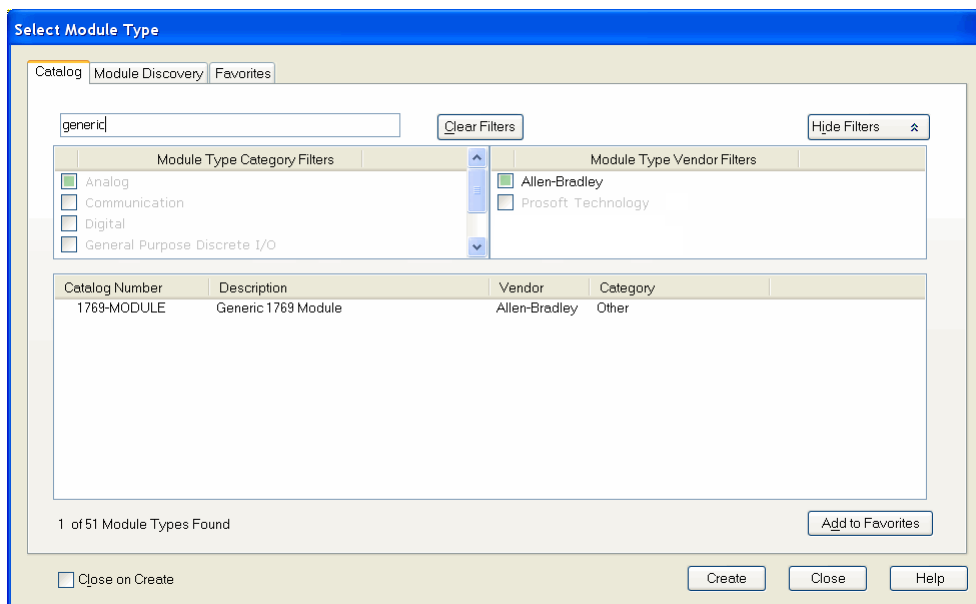 Select Module Type
Catalog Module Discovery Favorites
generic Clear Filters Hide Filters
Module Type Category Filters Module Type Vendor Filters
Analog Allen-Bradley
Communication Prosoft Technology
Digital
General Purpose Discrete I/O
Catalog Number Description Vendor Category
1769-MODULE Generic 1769 Module Allen-Bradley Other
1 of 51 Module Types Found Add to Favorites
Close on Create Create Close Help